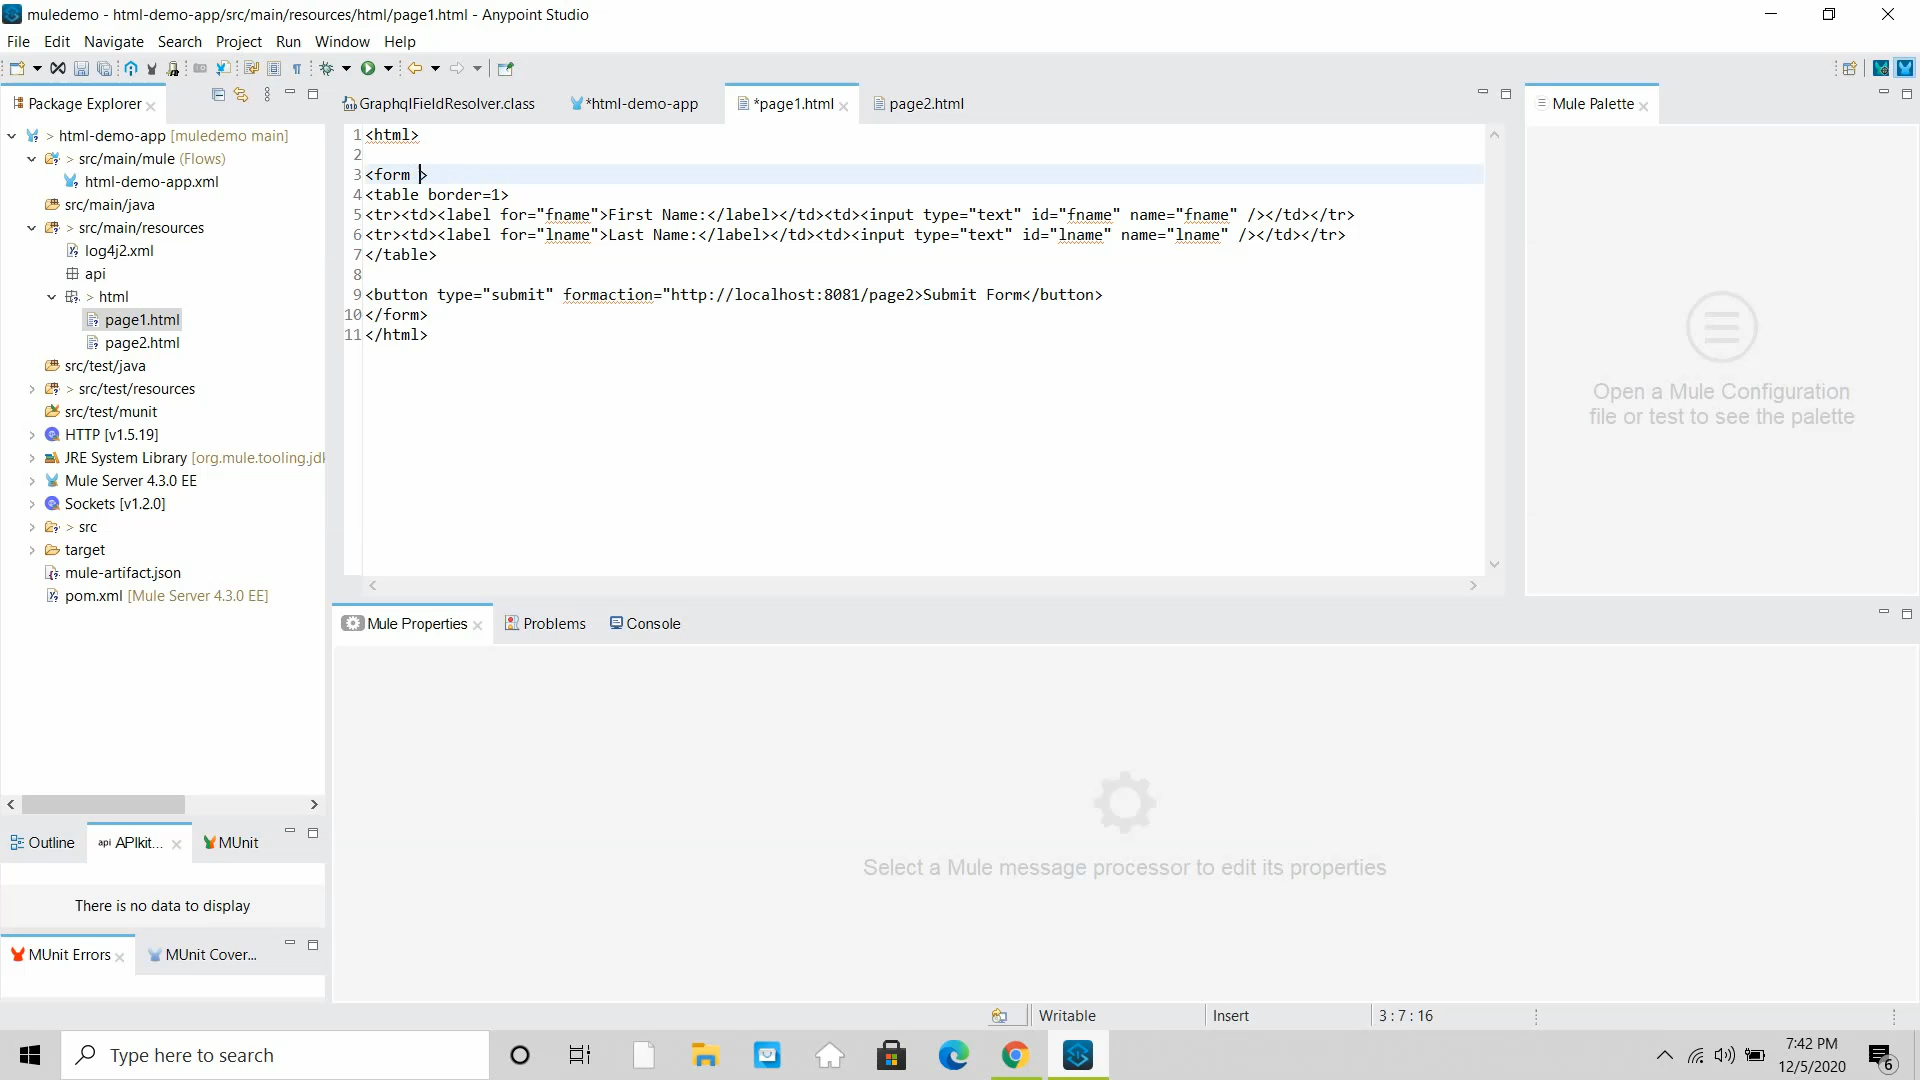 muledemo - html-demo-app/src/main/resources/html/page1.html - Anypoint Studio
File Edit Navigate Search Project Run Window Help
Package Explorer
GraphqlFieldResolver.class
*html-demo-app
*page1.html
page2.html
Mule Palette
> html-demo-app [muledemo main]
> src/main/mule (Flows)
html-demo-app.xml
src/main/java
> src/main/resources
log4j2.xml
api
> html
page1.html
page2.html
src/test/java
> src/test/resources
src/test/munit
HTTP [v1.5.19]
JRE System Library [org.mule.tooling.jdk
Mule Server 4.3.0 EE
Sockets [v1.2.0]
> src
target
mule-artifact.json
pom.xml [Mule Server 4.3.0 EE]
1 <html>
2
3 <form >
4 <table border=1>
5 <tr><td><label for="fname">First Name:</label></td><td><input type="text" id="fname" name="fname" /></td></tr>
6 <tr><td><label for="lname">Last Name:</label></td><td><input type="text" id="lname" name="lname" /></td></tr>
7 </table>
8
9 <button type="submit" formaction="http://localhost:8081/page2>Submit Form</button>
10 </form>
11 </html>
Open a Mule Configuration
file or test to see the palette
Mule Properties
Problems
Console
Select a Mule message processor to edit its properties
Outline
api APIkit...
MUnit
There is no data to display
MUnit Errors
MUnit Cover...
Writable
Insert
3 : 7 : 16
Type here to search
7:42 PM
12/5/2020
6